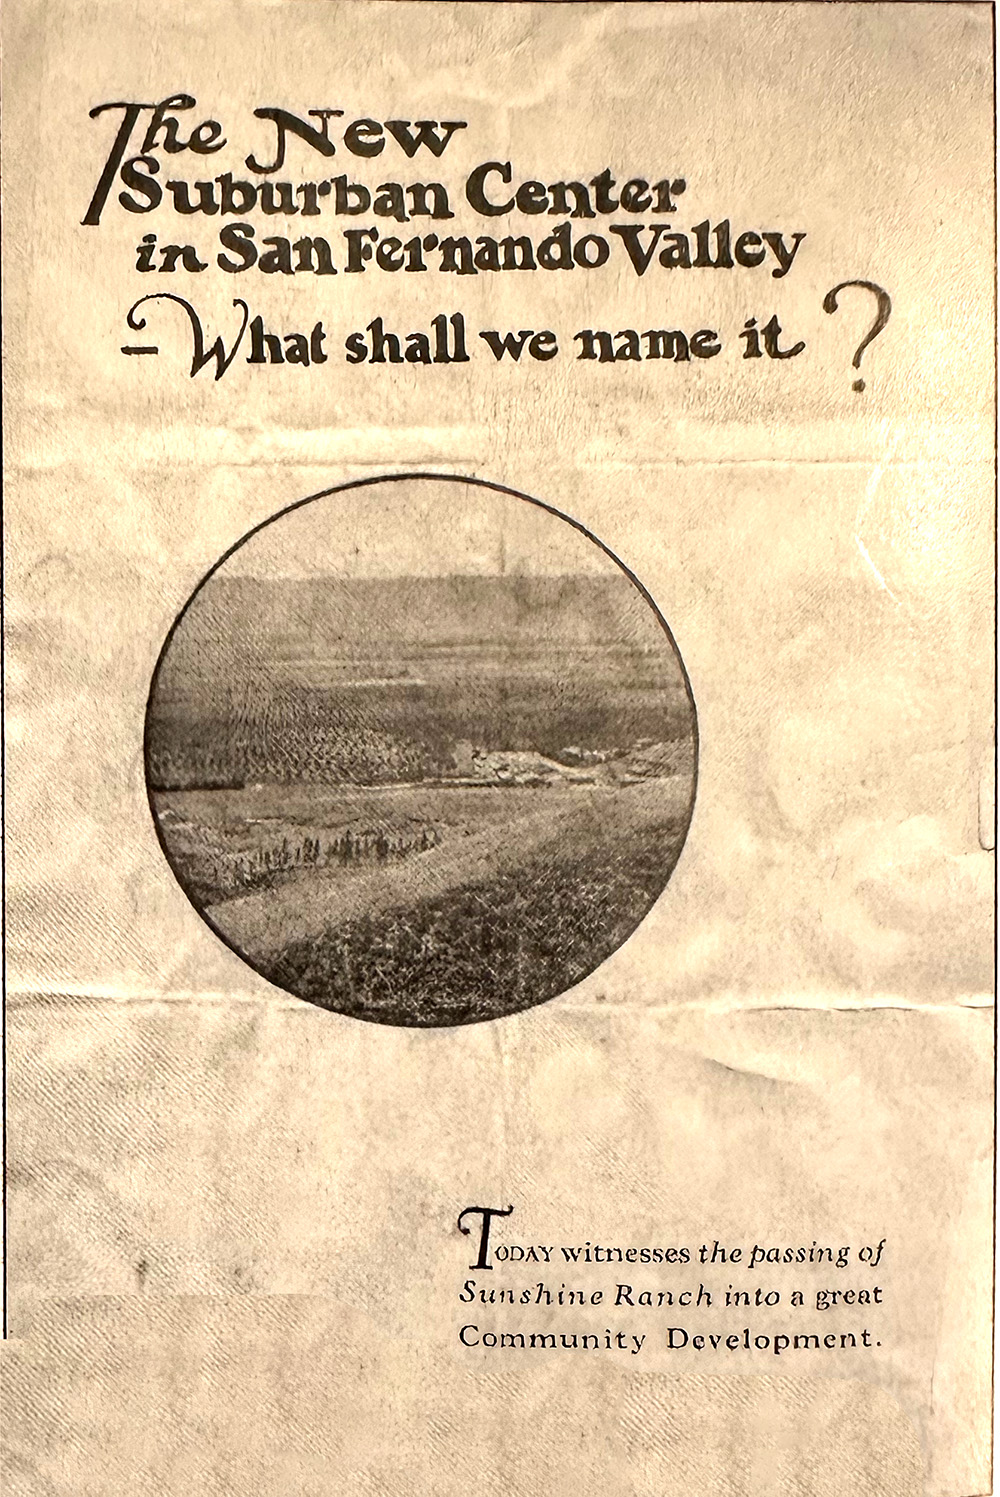 The New
Suburban Center
in San Fernando Valley
- What shall we name it ?
TODAY witnesses the passing of
Sunshine Ranch into a great
Community Development.